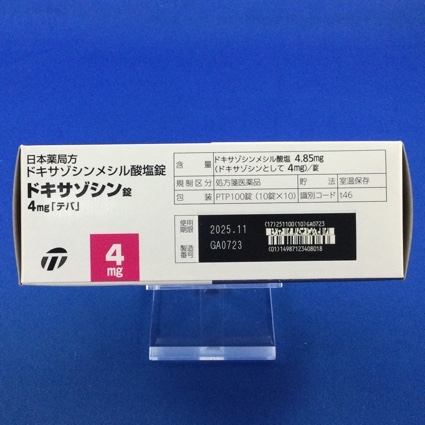 日本薬局方
ドキサゾシンメシル酸塩錠
ドキサゾシン錠
4mg「テバ」
4
mg
含量 ドキサゾシンメシル酸塩 4.85mg
(ドキサゾシンとして 4mg)/錠
規制区分 処方箋医薬品 貯法 室温保存
包装 PTP100錠(10錠×10) 識別コード t46
使用
期限 2025.11
製造
番号 GA0723
(17)251100(10)GA0723
(01)14987123408018